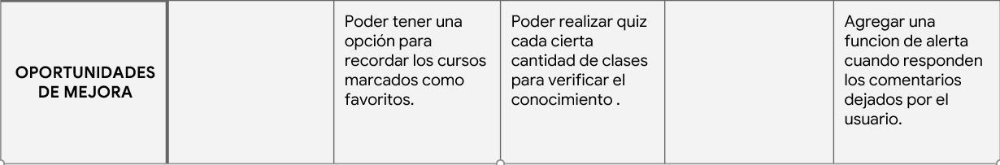 OPORTUNIDADES
DE MEJORA
Poder tener una
opción para
recordar los cursos
marcados como
favoritos.
Poder realizar quiz
cada cierta
cantidad de clases
para verificar el
conocimiento .
Agregar una
funcion de alerta
cuando responden
los comentarios
dejados por el
usuario.